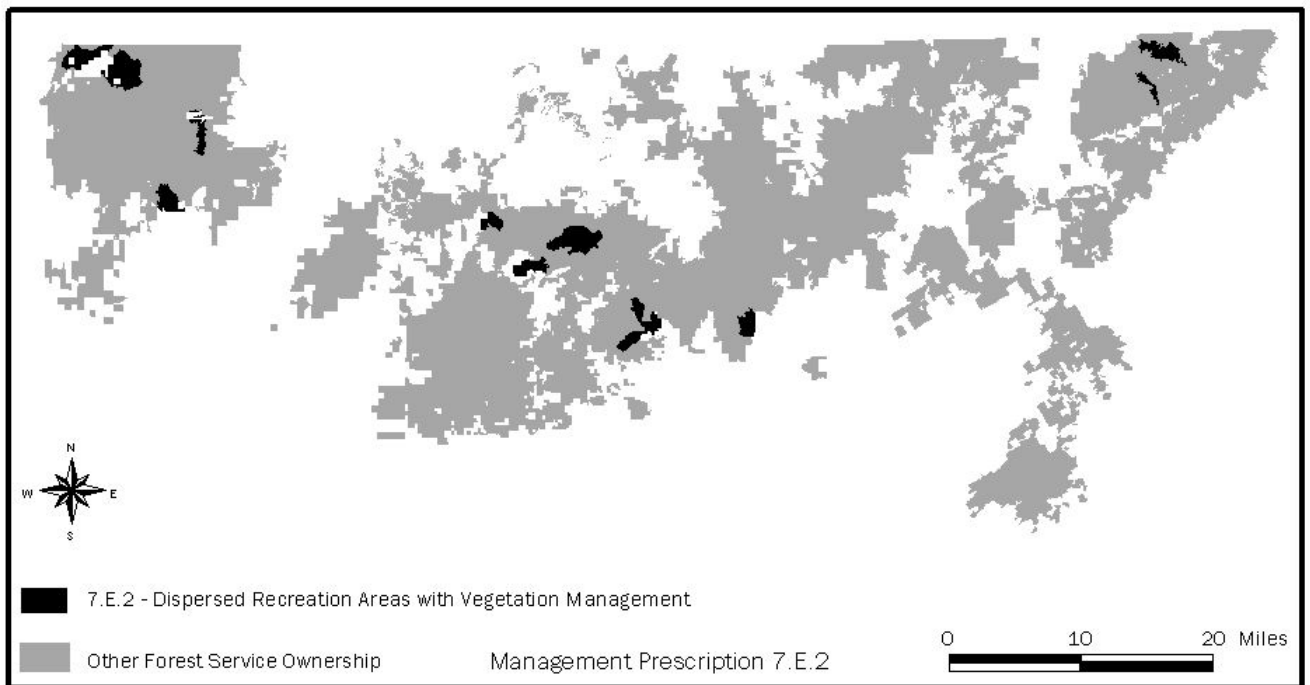 N
W E
S
7.E.2 - Dispersed Recreation Areas with Vegetation Management
0 10 20 Miles
Other Forest Service Ownership
Management Prescription 7.E.2